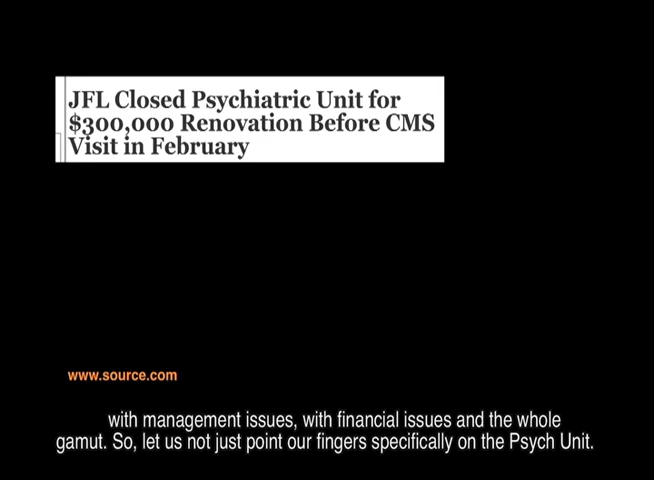 JFL Closed Psychiatric Unit for
$300,000 Renovation Before CMS
Visit in February
www.source.com
with management issues, with financial issues and the whole
gamut. So, let us not just point our fingers specifically on the Psych Unit.